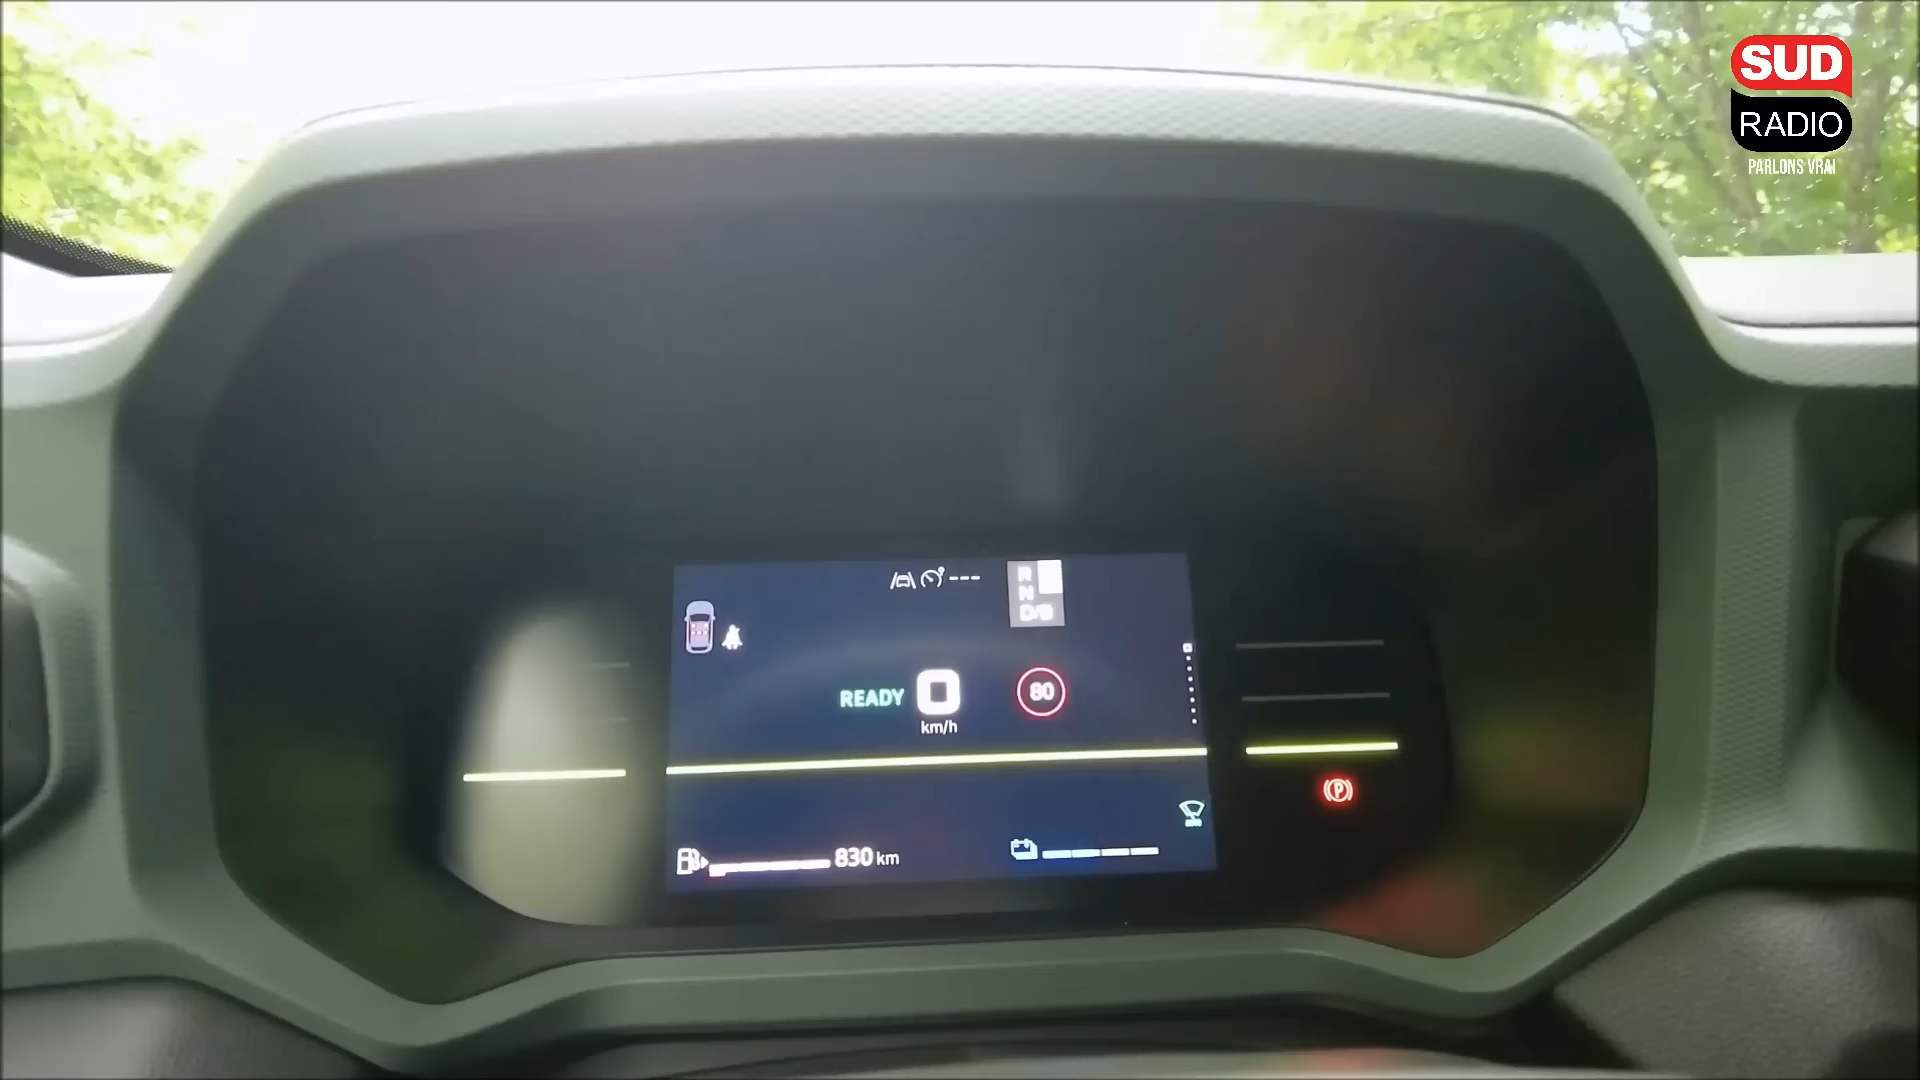 SUD
RADIO
PARLONS VRAI
---
R
N
D/B
READY 0 80
km/h
P
830 km